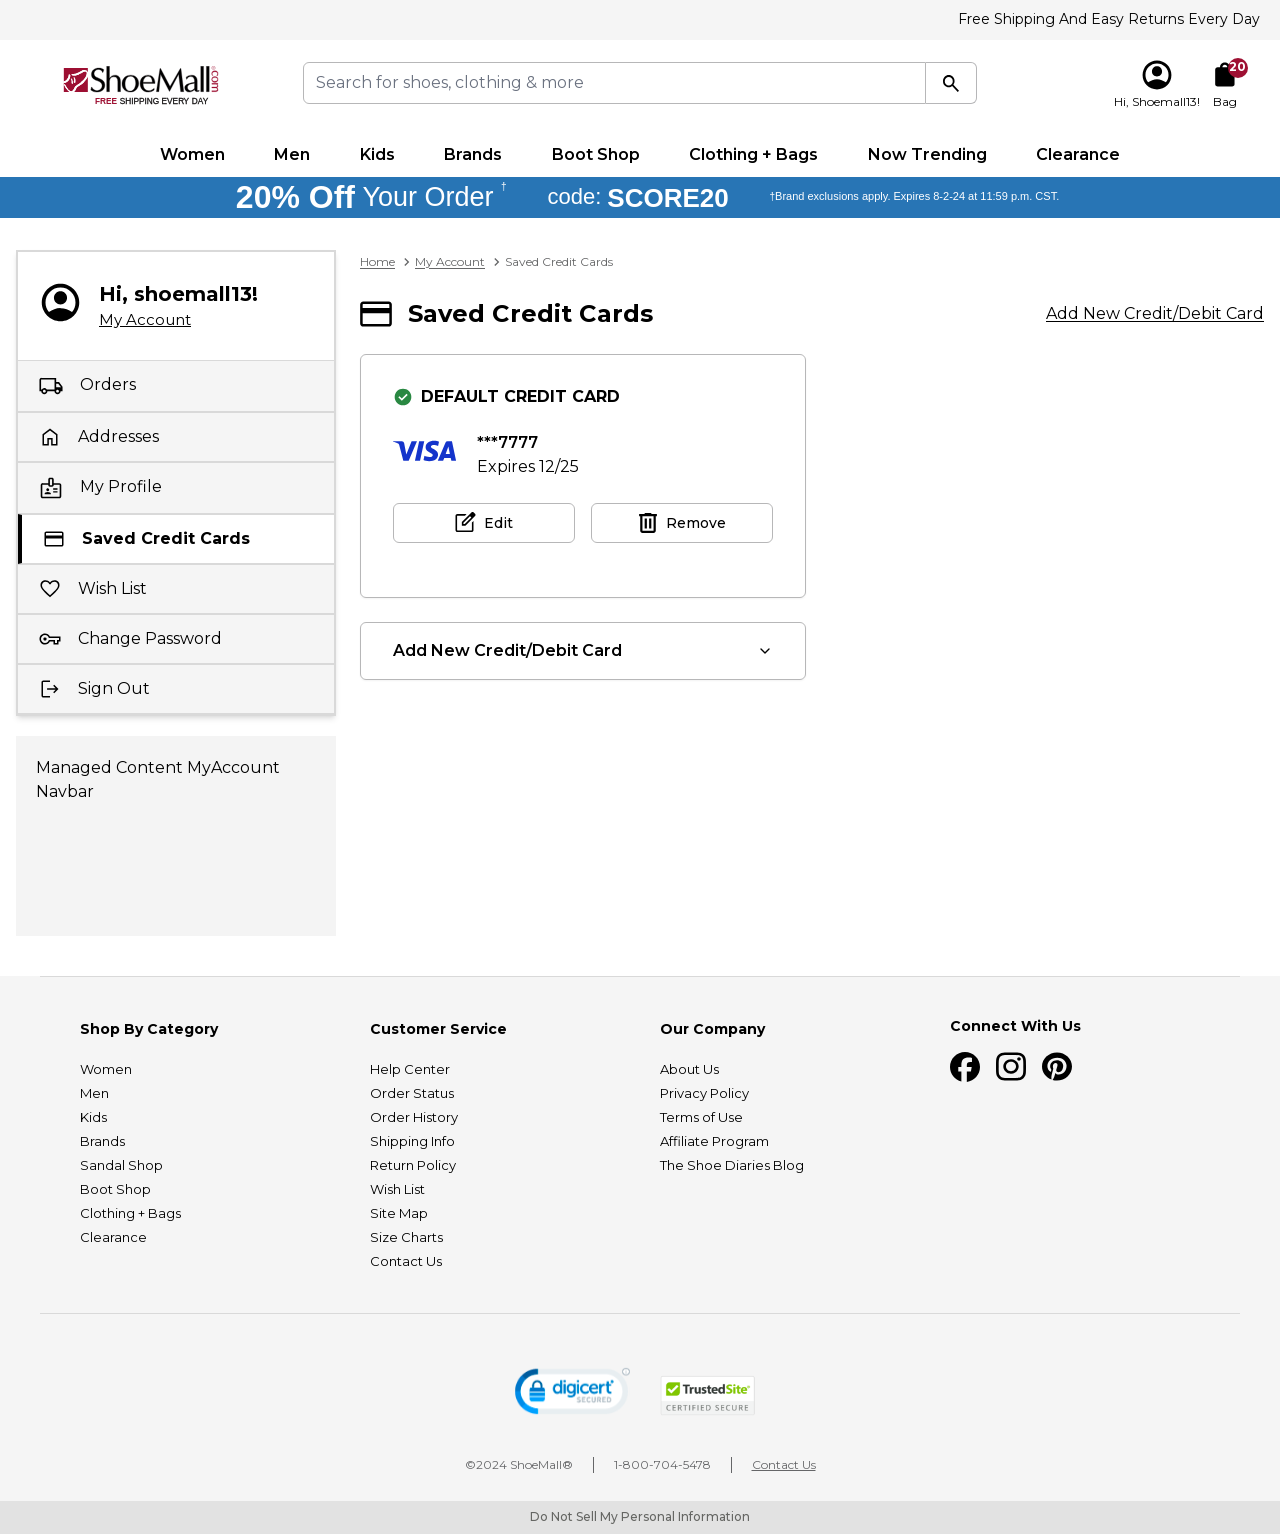 Free Shipping And Easy Returns Every Day
ShoeMall.com
FREE SHIPPING EVERY DAY
Search for shoes, clothing & more
Hi, Shoemall13!
20
Bag
Women Men Kids Brands Boot Shop Clothing + Bags Now Trending Clearance
20% Off Your Order † code: SCORE20 †Brand exclusions apply. Expires 8-2-24 at 11:59 p.m. CST.
Hi, shoemall13!
My Account
Orders
Addresses
My Profile
Saved Credit Cards
Wish List
Change Password
Sign Out
Managed Content MyAccount
Navbar
Home > My Account > Saved Credit Cards
Saved Credit Cards
Add New Credit/Debit Card
DEFAULT CREDIT CARD
VISA
***7777
Expires 12/25
Edit
Remove
Add New Credit/Debit Card
Shop By Category
Women
Men
Kids
Brands
Sandal Shop
Boot Shop
Clothing + Bags
Clearance
Customer Service
Help Center
Order Status
Order History
Shipping Info
Return Policy
Wish List
Site Map
Size Charts
Contact Us
Our Company
About Us
Privacy Policy
Terms of Use
Affiliate Program
The Shoe Diaries Blog
Connect With Us
digicert
SECURED
TrustedSite
CERTIFIED SECURE
©2024 ShoeMall®
1-800-704-5478
Contact Us
Do Not Sell My Personal Information